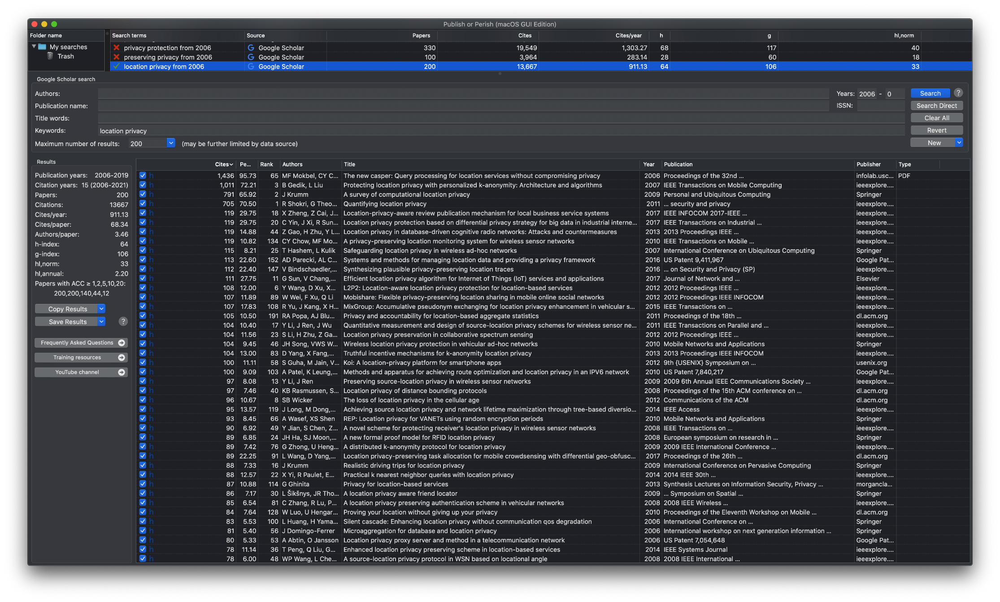 Publish or Perish (macOS GUI Edition)
Folder name
My searches
Trash
Search terms Source Papers Cites Cites/year h g hI,norm
privacy protection from 2006 Google Scholar 330 19,549 1,303.27 68 117 40
preserving privacy from 2006 Google Scholar 100 3,964 283.14 28 60 18
location privacy from 2006 Google Scholar 200 13,667 911.13 64 106 33
Google Scholar search
Authors: Years: 2006 - 0 Search ?
Publication name: ISSN: Search Direct
Title words: Clear All
Keywords: location privacy Revert
Maximum number of results: 200 (may be further limited by data source) New
Results
Publication years: 2006-2019
Citation years: 15 (2006-2021)
Papers: 200
Citations: 13667
Cites/year: 911.13
Cites/paper: 68.34
Authors/paper: 3.46
h-index: 64
g-index: 106
hI,norm: 33
hI,annual: 2.20
Papers with ACC ≥ 1,2,5,10,20:
200,200,140,44,12
Copy Results
Save Results ?
Frequently Asked Questions
Training resources
YouTube channel
Cites Pe... Rank Authors Title Year Publication Publisher Type
h 1,436 95.73 65 MF Mokbel, CY C... The new casper: Query processing for location services without compromising privacy 2006 Proceedings of the 32nd ... infolab.usc... PDF
h 1,011 72.21 3 B Gedik, L Liu Protecting location privacy with personalized k-anonymity: Architecture and algorithms 2007 IEEE Transactions on Mobile Computing ieeexplore....
h 791 65.92 2 J Krumm A survey of computational location privacy 2009 Personal and Ubiquitous Computing Springer
h 705 70.50 1 R Shokri, G Theo... Quantifying location privacy 2011 ... security and privacy ieeexplore....
h 119 29.75 18 X Zheng, Z Cai, J... Location-privacy-aware review publication mechanism for local business service systems 2017 IEEE INFOCOM 2017-IEEE ... ieeexplore....
h 119 29.75 20 C Yin, J Xi, R Sun... Location privacy protection based on differential privacy strategy for big data in industrial interne... 2017 IEEE Transactions on Industrial ... ieeexplore....
h 119 14.88 44 Z Gao, H Zhu, Y L... Location privacy in database-driven cognitive radio networks: Attacks and countermeasures 2013 2013 Proceedings IEEE ... ieeexplore....
h 119 10.82 134 CY Chow, MF Mo... A privacy-preserving location monitoring system for wireless sensor networks 2010 IEEE Transactions on Mobile ... ieeexplore....
h 115 8.21 25 T Hashem, L Kulik Safeguarding location privacy in wireless ad-hoc networks 2007 International Conference on Ubiquitous Computing Springer
h 113 22.60 152 AD Parecki, AL C... Systems and methods for managing location data and providing a privacy framework 2016 US Patent 9,411,967 Google Pat...
h 112 22.40 147 V Bindschaedler,... Synthesizing plausible privacy-preserving location traces 2016 ... on Security and Privacy (SP) ieeexplore....
h 111 27.75 11 G Sun, V Chang,... Efficient location privacy algorithm for Internet of Things (IoT) services and applications 2017 Journal of Network and ... Elsevier
h 108 12.00 6 Y Wang, D Xu, X... L2P2: Location-aware location privacy protection for location-based services 2012 2012 Proceedings IEEE ... ieeexplore....
h 107 11.89 89 W Wei, F Xu, Q Li Mobishare: Flexible privacy-preserving location sharing in mobile online social networks 2012 2012 Proceedings IEEE INFOCOM ieeexplore....
h 107 17.83 108 R Yu, J Kang, X H... MixGroup: Accumulative pseudonym exchanging for location privacy enhancement in vehicular s... 2015 IEEE Transactions on ... ieeexplore....
h 105 10.50 191 RA Popa, AJ Blu... Privacy and accountability for location-based aggregate statistics 2011 Proceedings of the 18th ... dl.acm.org
h 104 10.40 17 Y Li, J Ren, J Wu Quantitative measurement and design of source-location privacy schemes for wireless sensor ne... 2011 IEEE Transactions on Parallel and ... ieeexplore....
h 104 11.56 23 S Li, H Zhu, Z Ga... Location privacy preservation in collaborative spectrum sensing 2012 2012 Proceedings IEEE ... ieeexplore....
h 104 9.45 46 JH Song, VWS W... Wireless location privacy protection in vehicular ad-hoc networks 2010 Mobile Networks and Applications Springer
h 104 13.00 83 D Yang, X Fang,... Truthful incentive mechanisms for k-anonymity location privacy 2013 2013 Proceedings IEEE INFOCOM ieeexplore....
h 100 11.11 58 S Guha, M Jain, V... Koi: A location-privacy platform for smartphone apps 2012 9th {USENIX} Symposium on ... usenix.org
h 100 9.09 103 A Patel, K Leung,... Methods and apparatus for achieving route optimization and location privacy in an IPV6 network 2010 US Patent 7,840,217 Google Pat...
h 97 8.08 13 Y Li, J Ren Preserving source-location privacy in wireless sensor networks 2009 2009 6th Annual IEEE Communications Society ... ieeexplore....
h 97 7.46 40 KB Rasmussen, S... Location privacy of distance bounding protocols 2008 Proceedings of the 15th ACM conference on ... dl.acm.org
h 96 10.67 8 SB Wicker The loss of location privacy in the cellular age 2012 Communications of the ACM dl.acm.org
h 95 13.57 119 J Long, M Dong,... Achieving source location privacy and network lifetime maximization through tree-based diversio... 2014 IEEE Access ieeexplore....
h 93 8.45 66 A Wasef, XS Shen REP: Location privacy for VANETs using random encryption periods 2010 Mobile Networks and Applications Springer
h 90 6.92 49 Y Jian, S Chen, Z... A novel scheme for protecting receiver's location privacy in wireless sensor networks 2008 IEEE Transactions on ... ieeexplore....
h 89 6.85 24 JH Ha, SJ Moon,... A new formal proof model for RFID location privacy 2008 European symposium on research in ... Springer
h 89 7.42 76 G Zhong, U Heng... A distributed k-anonymity protocol for location privacy 2009 2009 IEEE International Conference ... ieeexplore....
h 89 22.25 91 L Wang, D Yang,... Location privacy-preserving task allocation for mobile crowdsensing with differential geo-obfusc... 2017 Proceedings of the 26th ... dl.acm.org
h 88 7.33 16 J Krumm Realistic driving trips for location privacy 2009 International Conference on Pervasive Computing Springer
h 88 12.57 22 X Yi, R Paulet, E... Practical k nearest neighbor queries with location privacy 2014 2014 IEEE 30th ... ieeexplore....
h 87 10.88 114 G Ghinita Privacy for location-based services 2013 Synthesis Lectures on Information Security, Privacy ... morgancla...
h 86 7.17 30 L Šikšnys, JR Tho... A location privacy aware friend locator 2009 ... Symposium on Spatial ... Springer
h 85 6.54 81 C Zhang, R Lu, P... A location privacy preserving authentication scheme in vehicular networks 2008 2008 IEEE Wireless ... ieeexplore....
h 84 7.64 128 W Luo, U Hengar... Proving your location without giving up your privacy 2010 Proceedings of the Eleventh Workshop on Mobile ... dl.acm.org
h 83 5.53 100 L Huang, H Yama... Silent cascade: Enhancing location privacy without communication qos degradation 2006 International Conference on ... Springer
h 81 5.40 56 J Domingo-Ferrer Microaggregation for database and location privacy 2006 International workshop on next generation information ... Springer
h 80 5.33 53 A Abtin, O Jansson Location privacy proxy server and method in a telecommunication network 2006 US Patent 7,054,648 Google Pat...
h 78 11.14 36 T Peng, Q Liu, G... Enhanced location privacy preserving scheme in location-based services 2014 IEEE Systems Journal ieeexplore....
h 78 6.00 48 WP Wang, L Che... A source-location privacy protocol in WSN based on locational angle 2008 2008 IEEE International ... ieeexplore....